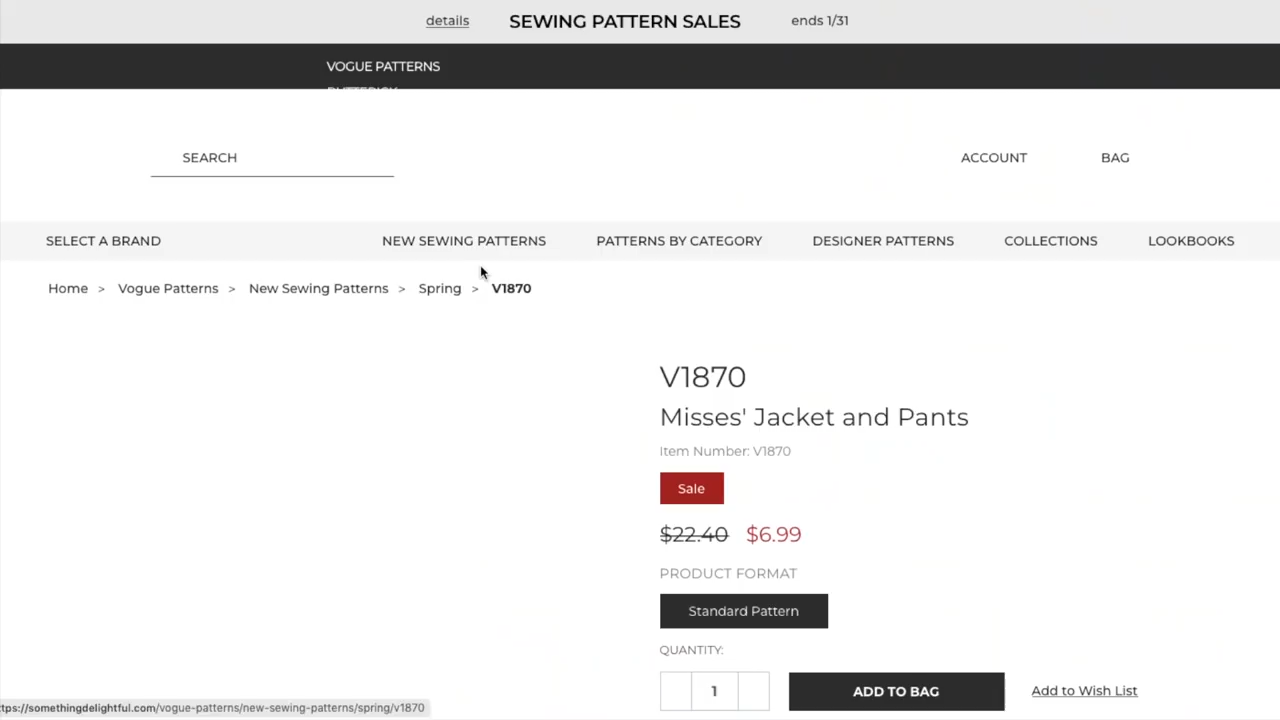 details SEWING PATTERN SALES ends 1/31
VOGUE PATTERNS
BUTTERICK
SEARCH
ACCOUNT BAG
SELECT A BRAND NEW SEWING PATTERNS PATTERNS BY CATEGORY DESIGNER PATTERNS COLLECTIONS LOOKBOOKS
Home > Vogue Patterns > New Sewing Patterns > Spring > V1870
V1870
Misses' Jacket and Pants
Item Number: V1870
Sale
$22.40 $6.99
PRODUCT FORMAT
Standard Pattern
QUANTITY:
1 ADD TO BAG Add to Wish List
tps://somethingdelightful.com/vogue-patterns/new-sewing-patterns/spring/v1870